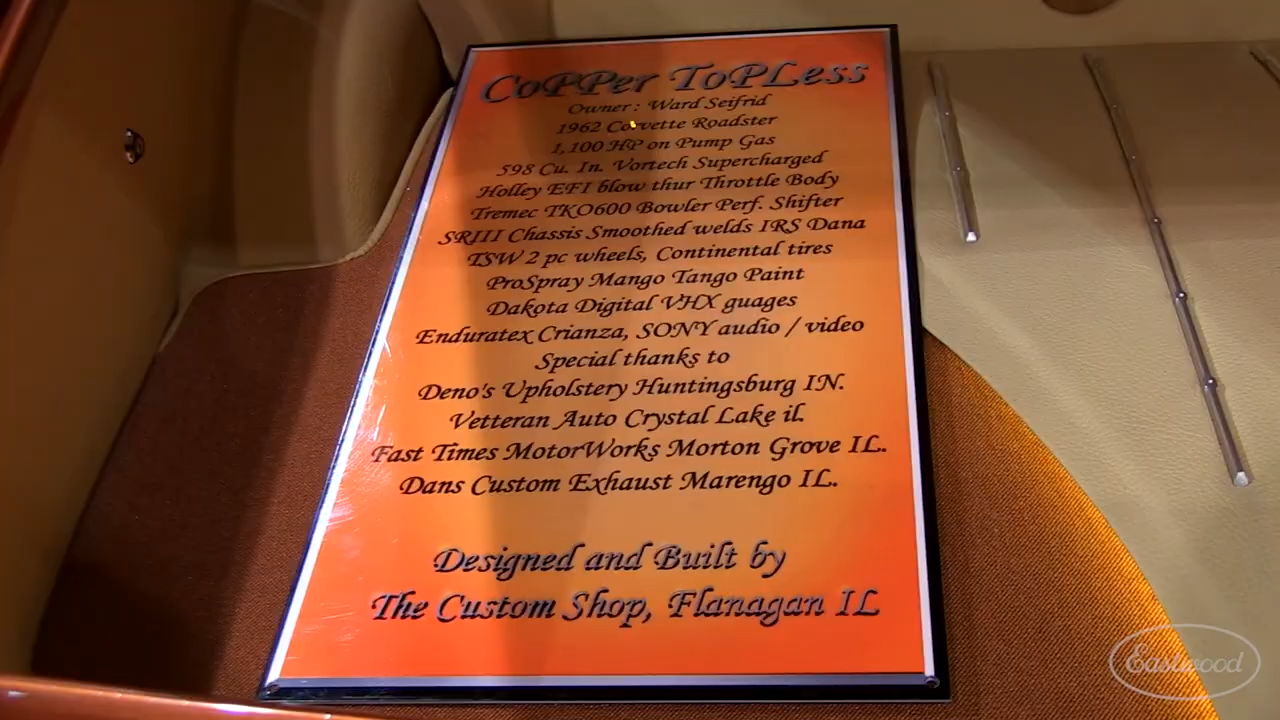 CoPPer ToPLess
Owner: Ward Seifrid
1962 Corvette Roadster
1,100 HP on Pump Gas
598 Cu. In. Vortech Supercharged
Holley EFI blow thur Throttle Body
Tremec TKO600 Bowler Perf. Shifter
SRIII Chassis Smoothed welds IRS Dana
TSW 2 pc wheels, Continental tires
ProSpray Mango Tango Paint
Dakota Digital VHX guages
Enduratex Crianza, SONY audio / video
Special thanks to
Deno's Upholstery Huntingsburg IN.
Vetteran Auto Crystal Lake il.
Fast Times MotorWorks Morton Grove IL.
Dans Custom Exhaust Marengo IL.
Designed and Built by
The Custom Shop, Flanagan IL
Eastwood